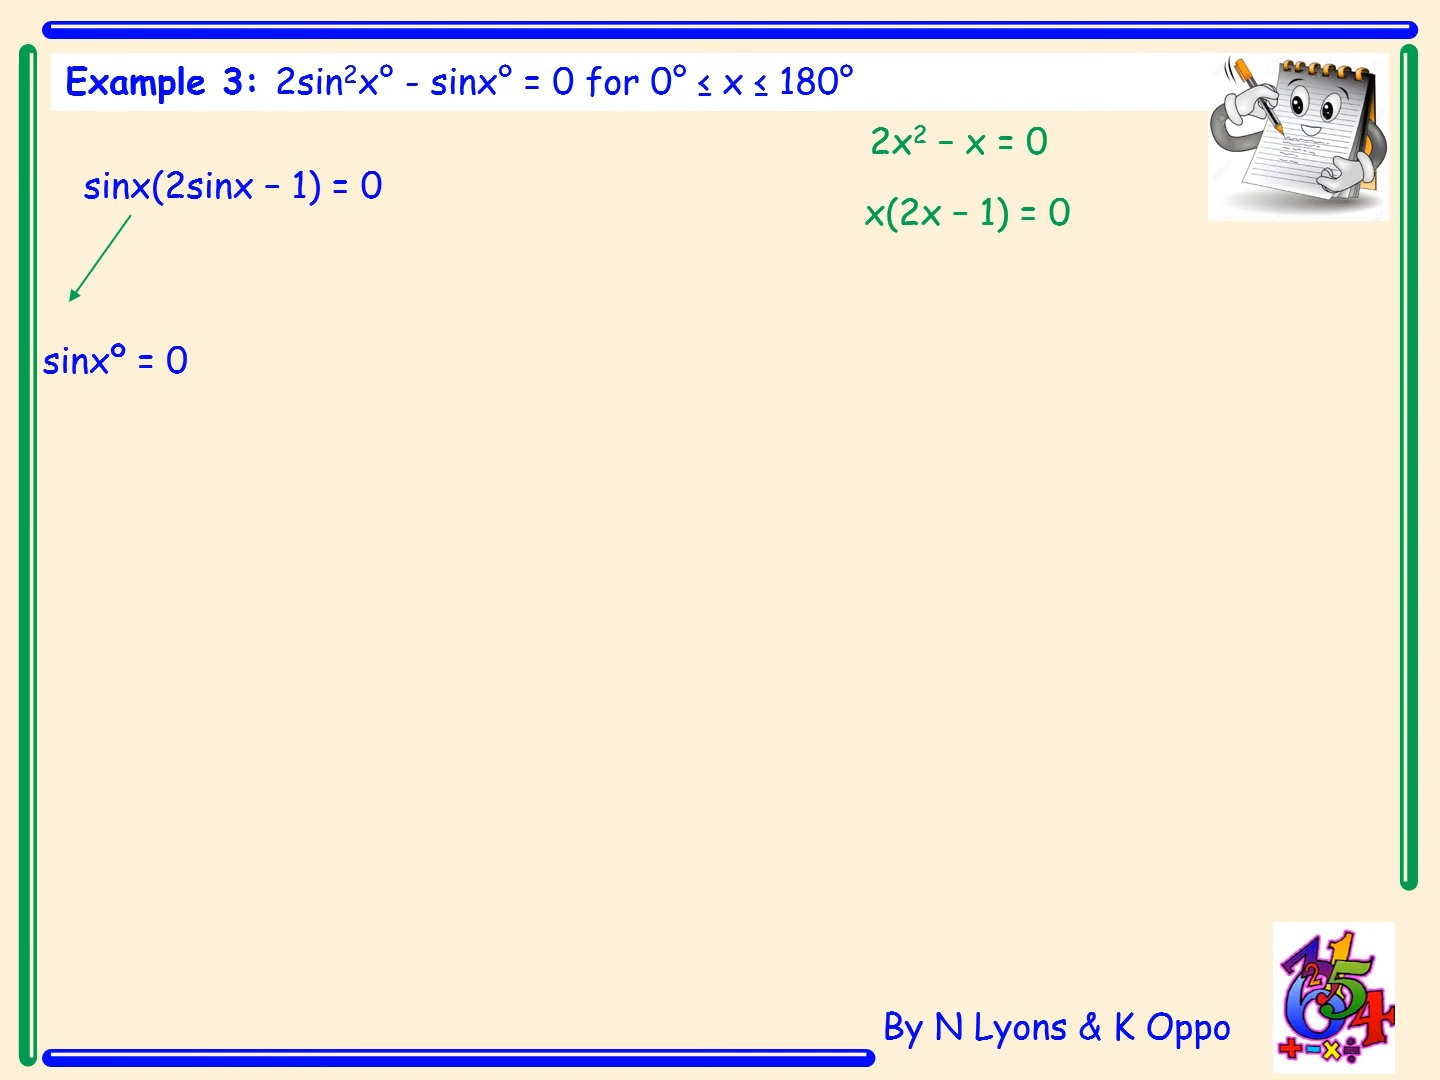 Example 3: 2sin²x° - sinx° = 0 for 0° ≤ x ≤ 180°
2x² – x = 0
sinx(2sinx – 1) = 0
x(2x – 1) = 0
sinxº = 0
By N Lyons & K Oppo